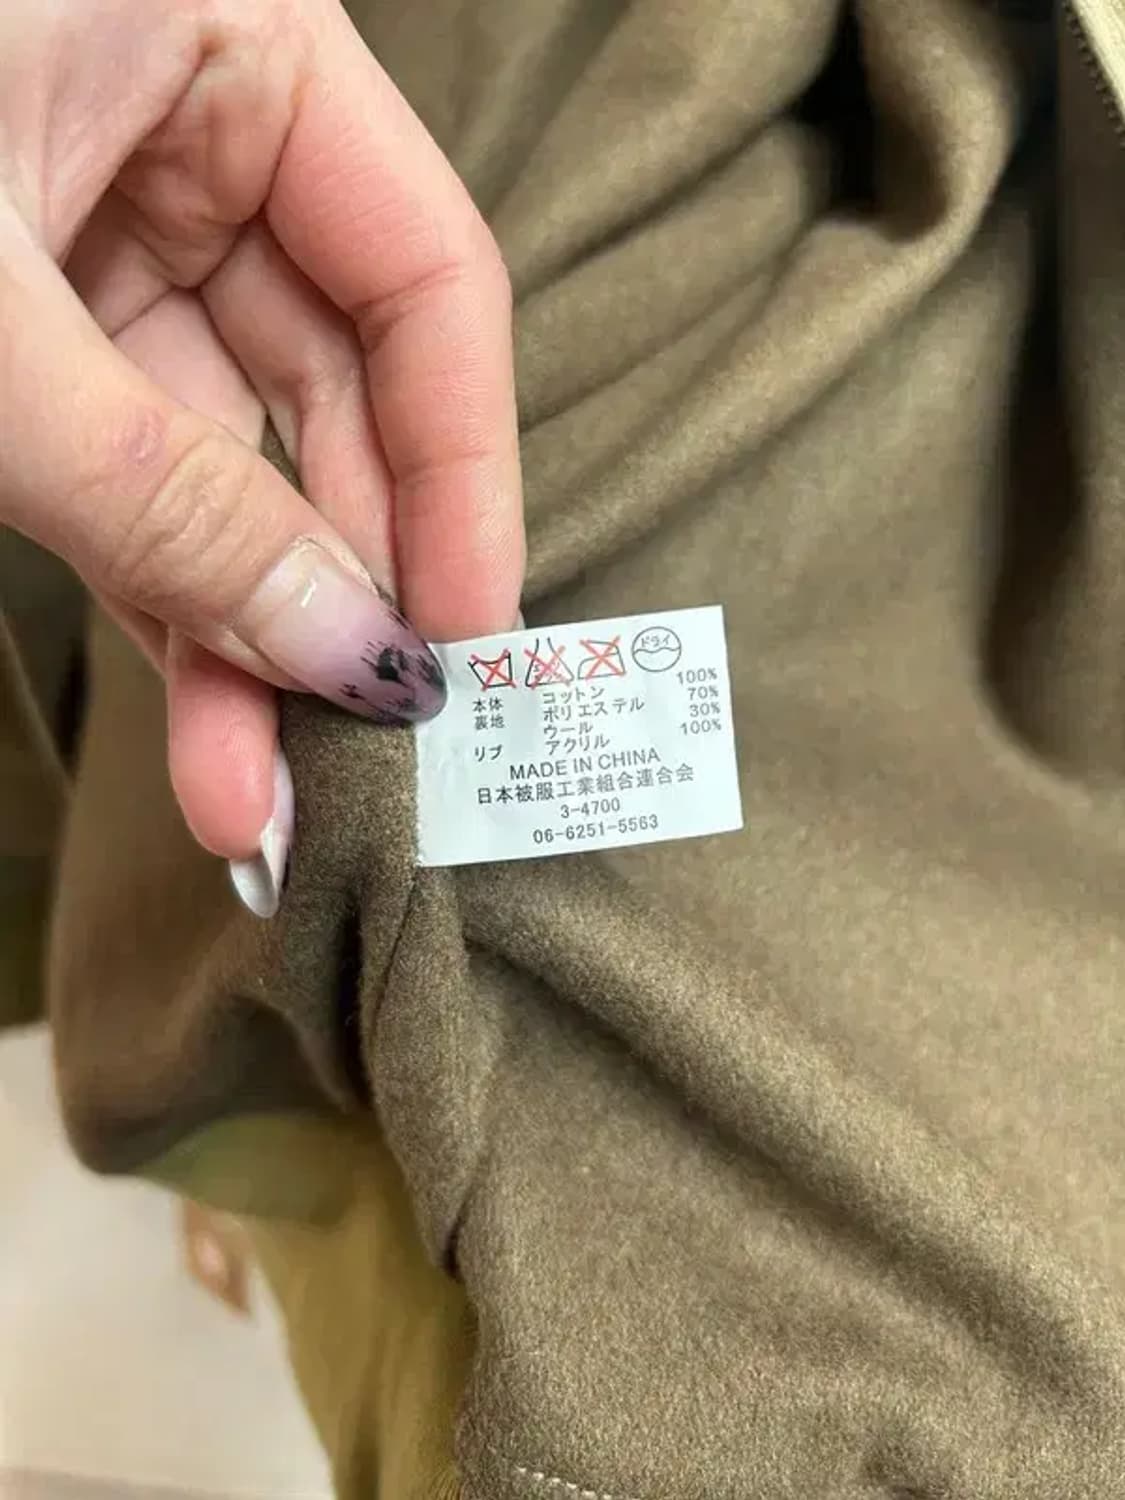 ドライ
本体 コットン 100%
裏地 ポリエステル 70%
ウール 30%
リブ アクリル 100%
MADE IN CHINA
日本被服工業組合連合会
3-4700
06-6251-5563